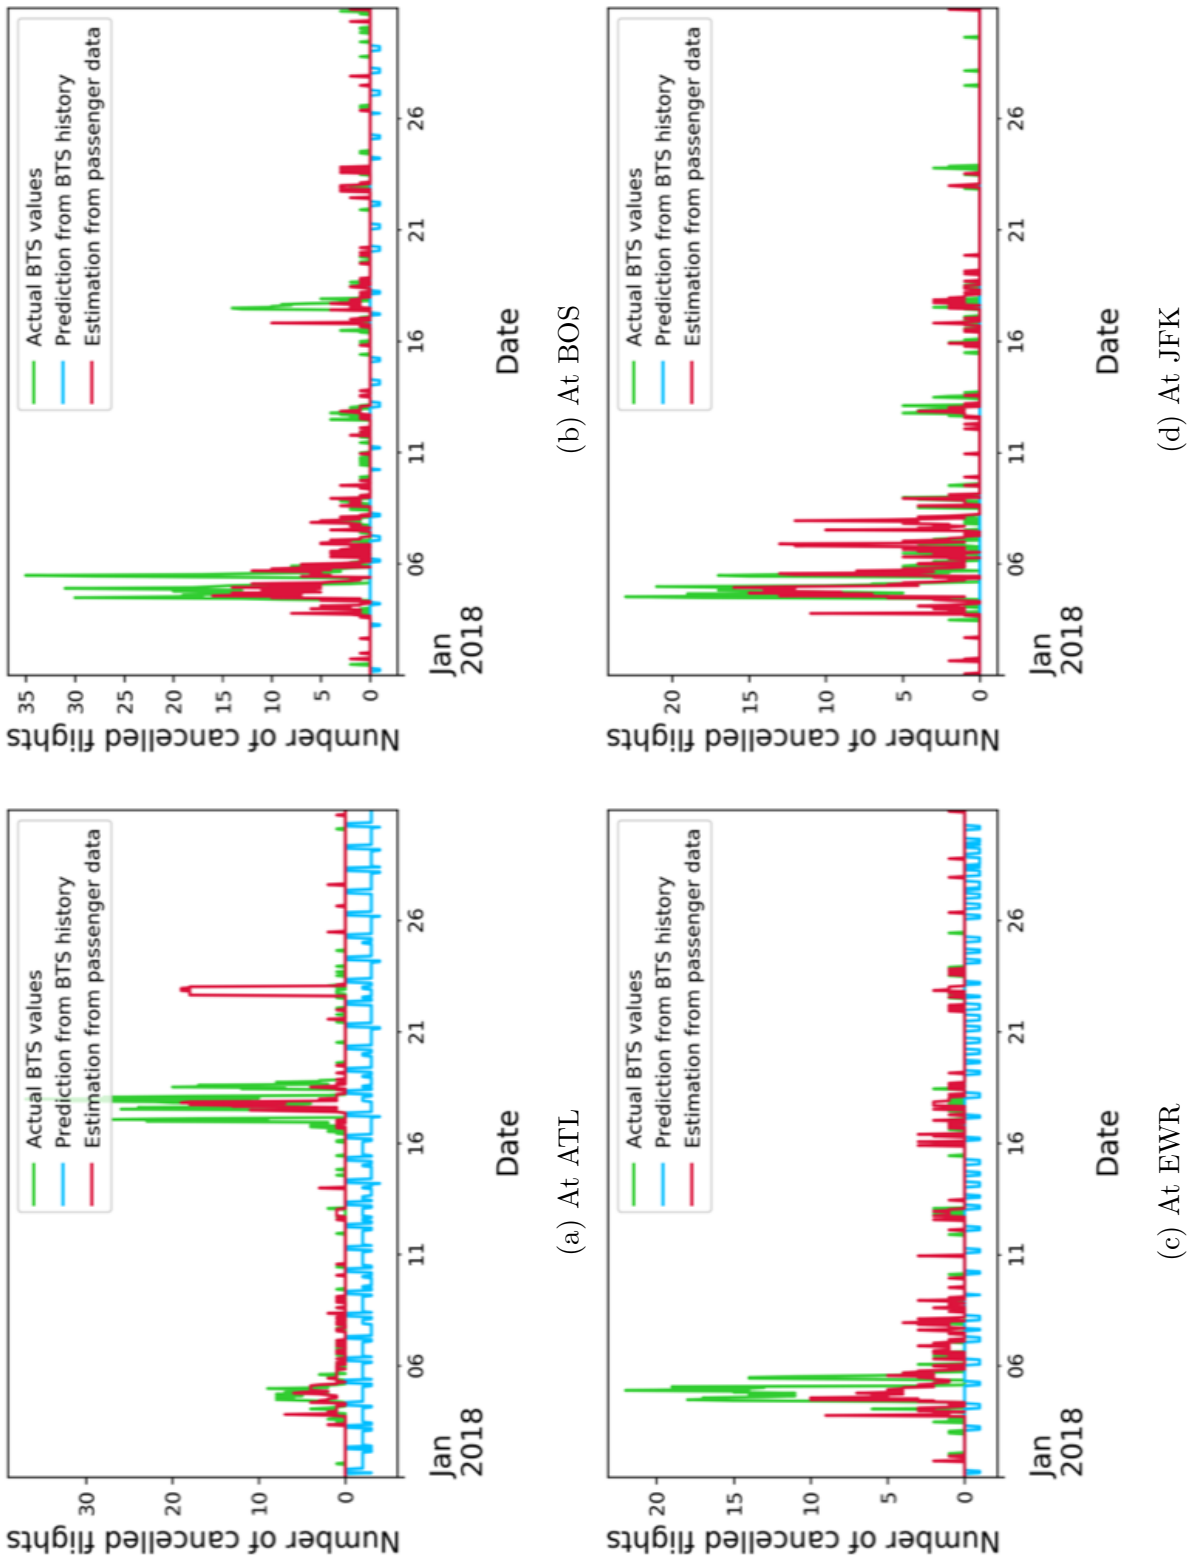 Number of cancelled flights
30
20
10
0
Actual BTS values
Prediction from BTS history
Estimation from passenger data
Jan
2018
06
11
16
21
26
Date
(a) At ATL
Number of cancelled flights
35
30
25
20
15
10
5
0
Actual BTS values
Prediction from BTS history
Estimation from passenger data
Jan
2018
06
11
16
21
26
Date
(b) At BOS
Number of cancelled flights
20
15
10
5
0
Actual BTS values
Prediction from BTS history
Estimation from passenger data
Jan
2018
06
11
16
21
26
Date
(c) At EWR
Number of cancelled flights
20
15
10
5
0
Actual BTS values
Prediction from BTS history
Estimation from passenger data
Jan
2018
06
11
16
21
26
Date
(d) At JFK